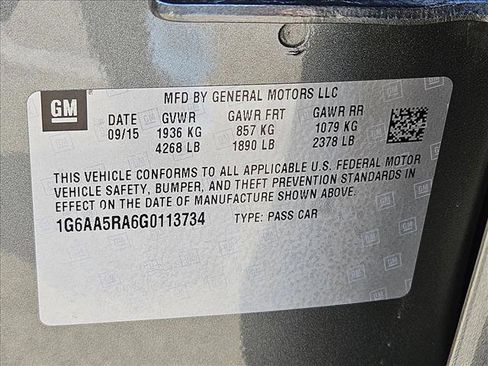 GM
MFD BY GENERAL MOTORS LLC
DATE GVWR GAWR FRT GAWR RR
09/15 1936 KG 857 KG 1079 KG
4268 LB 1890 LB 2378 LB
THIS VEHICLE CONFORMS TO ALL APPLICABLE U.S. FEDERAL MOTOR
VEHICLE SAFETY, BUMPER, AND THEFT PREVENTION STANDARDS IN
EFFECT ON THE DATE OF MANUFACTURE SHOWN ABOVE.
1G6AA5RA6G0113734 TYPE: PASS CAR